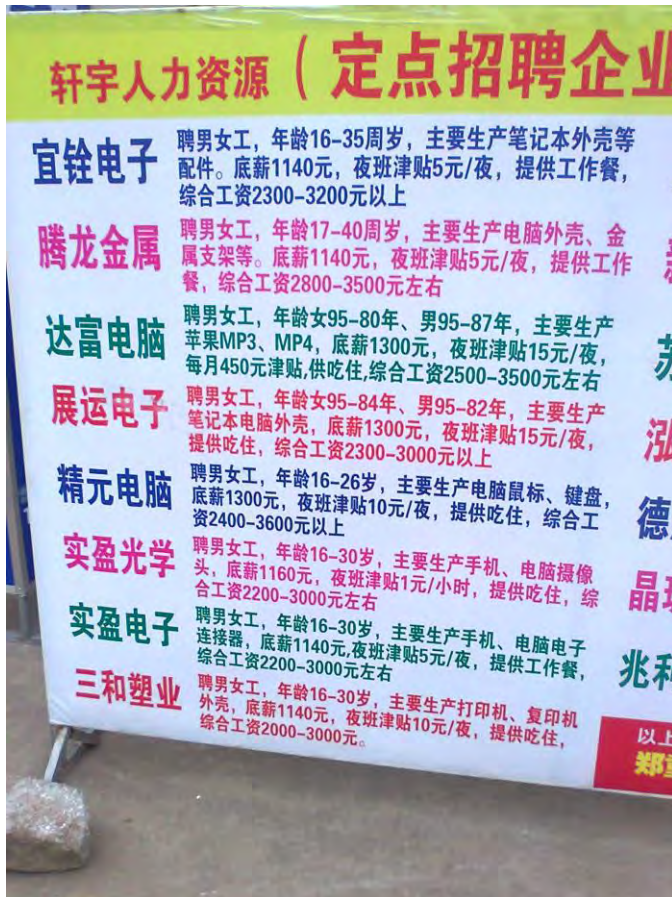 轩宇人力资源（定点招聘企业
宜铨电子
聘男女工，年龄16-35周岁，主要生产笔记本外壳等
配件。底薪1140元，夜班津贴5元/夜，提供工作餐，
综合工资2300-3200元以上
腾龙金属
聘男女工，年龄17-40周岁，主要生产电脑外壳、金
属支架等。底薪1140元，夜班津贴5元/夜，提供工作
餐，综合工资2800-3500元左右
达富电脑
聘男女工，年龄女95-80年、男95-87年，主要生产
苹果MP3、MP4，底薪1300元，夜班津贴15元/夜，
每月450元津贴,供吃住,综合工资2500-3500元左右
展运电子
聘男女工，年龄女95-84年、男95-82年，主要生产
笔记本电脑外壳，底薪1300元，夜班津贴15元/夜，
提供吃住，综合工资2300-3000元以上
精元电脑
聘男女工，年龄16-26岁，主要生产电脑鼠标、键盘，
底薪1300元，夜班津贴10元/夜，提供吃住，综合工
资2400-3600元以上
实盈光学
聘男女工，年龄16-30岁，主要生产手机、电脑摄像
头，底薪1160元，夜班津贴1元/小时，提供吃住，综
合工资2200-3000元左右
实盈电子
聘男女工，年龄16-30岁，主要生产手机、电脑电子
连接器，底薪1140元,夜班津贴5元/夜，提供工作餐，
综合工资2200-3000元左右
三和塑业
聘男女工，年龄16-30岁，主要生产打印机、复印机
外壳，底薪1140元，夜班津贴10元/夜，提供吃住，
综合工资2000-3000元。
苏
泓
德
晶
兆利
以上
郑重